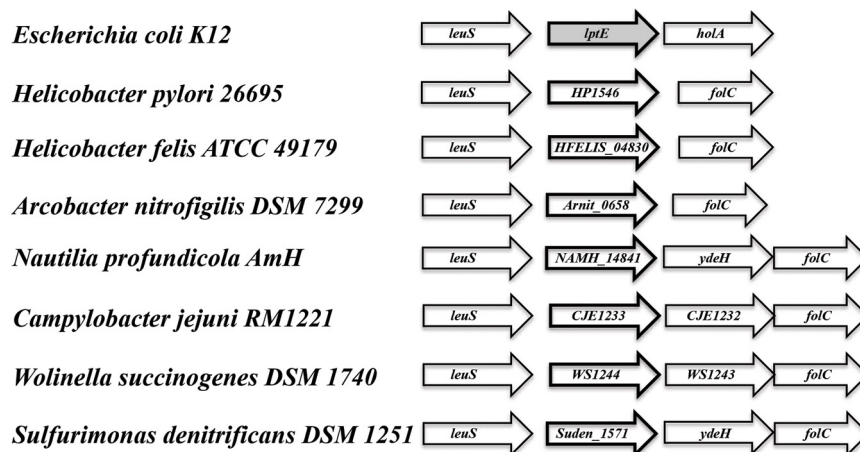 Escherichia coli K12 leuS lptE holA
Helicobacter pylori 26695 leuS HP1546 folC
Helicobacter felis ATCC 49179 leuS HFELIS_04830 folC
Arcobacter nitrofigilis DSM 7299 leuS Arnit_0658 folC
Nautilia profundicola AmH leuS NAMH_14841 ydeH folC
Campylobacter jejuni RM1221 leuS CJE1233 CJE1232 folC
Wolinella succinogenes DSM 1740 leuS WS1244 WS1243 folC
Sulfurimonas denitrificans DSM 1251 leuS Suden_1571 ydeH folC